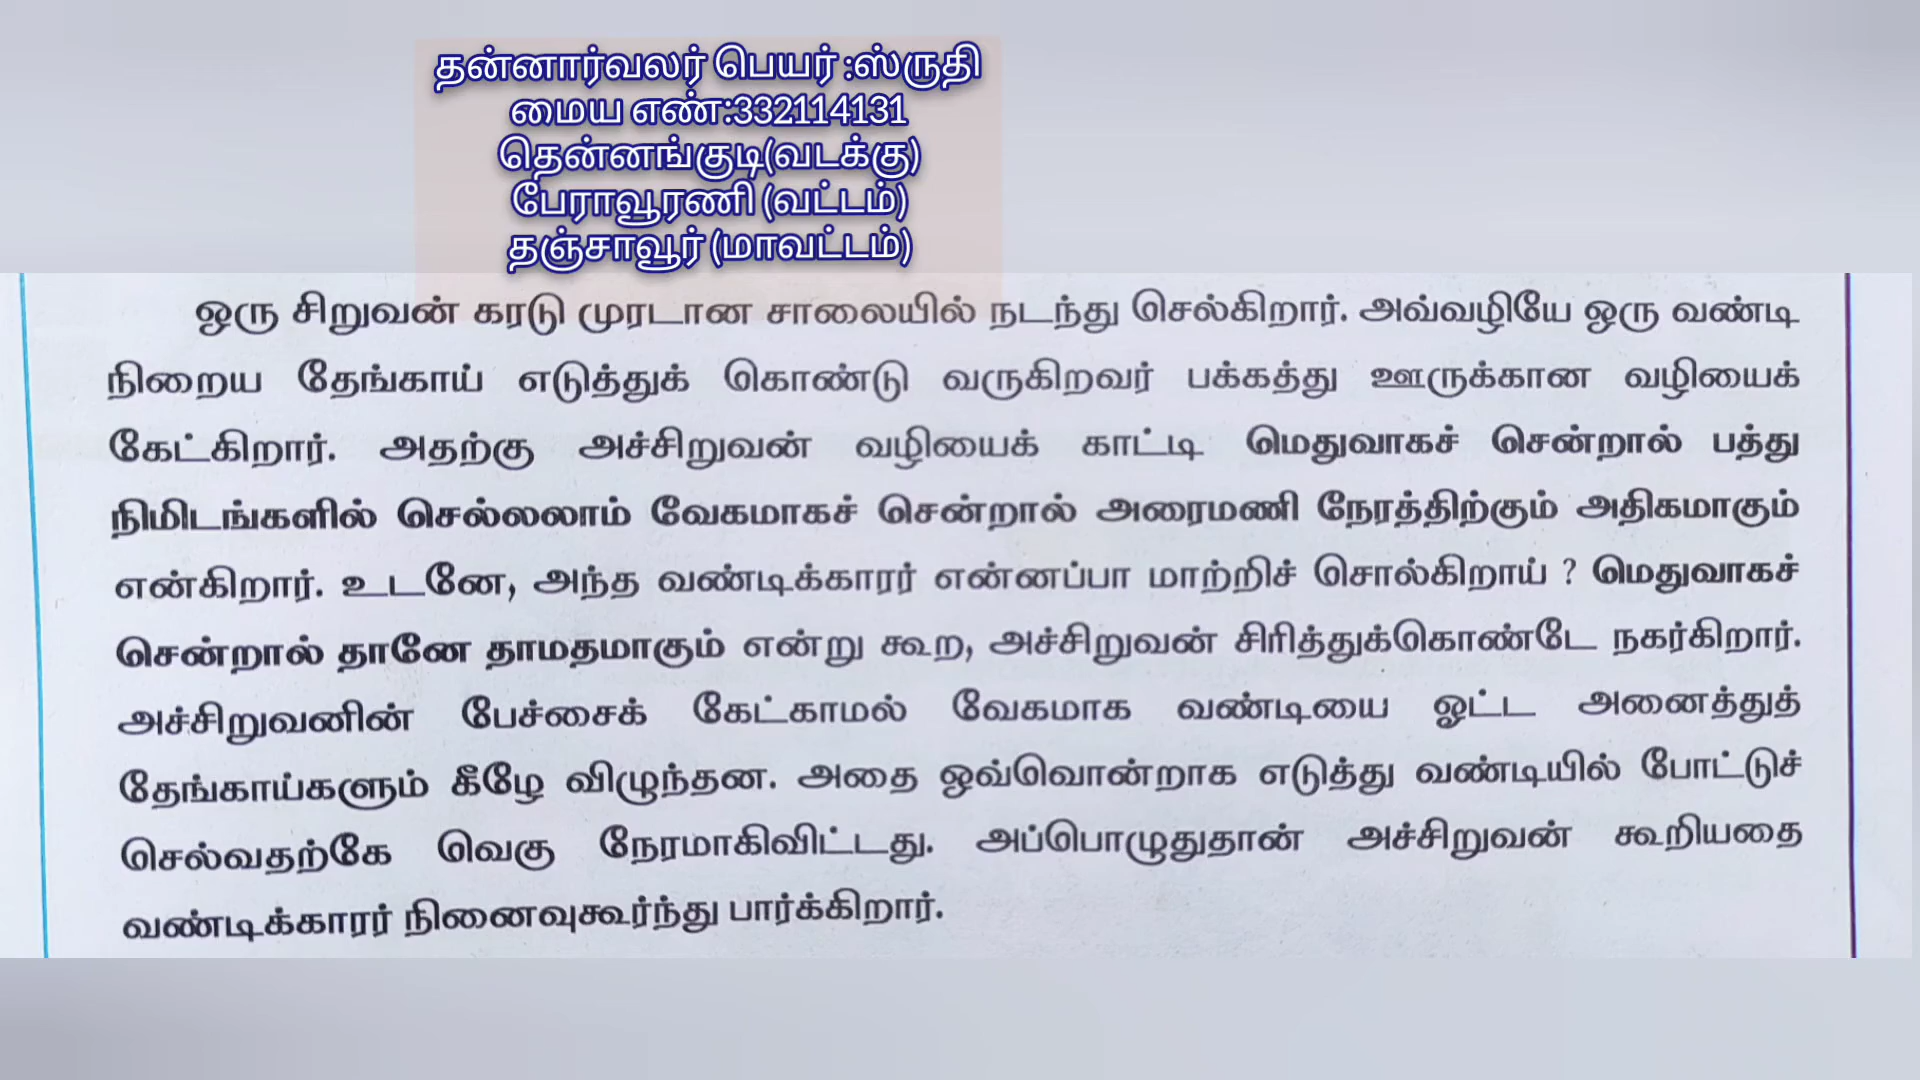 தன்னார்வலர் பெயர் :ஸ்ருதி
மைய எண்:332114131
தென்னங்குடி(வடக்கு)
பேராவூரணி (வட்டம்)
தஞ்சாவூர் (மாவட்டம்)
ஒரு சிறுவன் கரடு முரடான சாலையில் நடந்து செல்கிறார். அவ்வழியே ஒரு வண்டி
நிறைய தேங்காய் எடுத்துக் கொண்டு வருகிறவர் பக்கத்து ஊருக்கான வழியைக்
கேட்கிறார். அதற்கு அச்சிறுவன் வழியைக் காட்டி மெதுவாகச் சென்றால் பத்து
நிமிடங்களில் செல்லலாம் வேகமாகச் சென்றால் அரைமணி நேரத்திற்கும் அதிகமாகும்
என்கிறார். உடனே, அந்த வண்டிக்காரர் என்னப்பா மாற்றிச் சொல்கிறாய் ? மெதுவாகச்
சென்றால் தானே தாமதமாகும் என்று கூற, அச்சிறுவன் சிரித்துக்கொண்டே நகர்கிறார்.
அச்சிறுவனின் பேச்சைக் கேட்காமல் வேகமாக வண்டியை ஓட்ட அனைத்துத்
தேங்காய்களும் கீழே விழுந்தன. அதை ஒவ்வொன்றாக எடுத்து வண்டியில் போட்டுச்
செல்வதற்கே வெகு நேரமாகிவிட்டது. அப்பொழுதுதான் அச்சிறுவன் கூறியதை
வண்டிக்காரர் நினைவுகூர்ந்து பார்க்கிறார்.